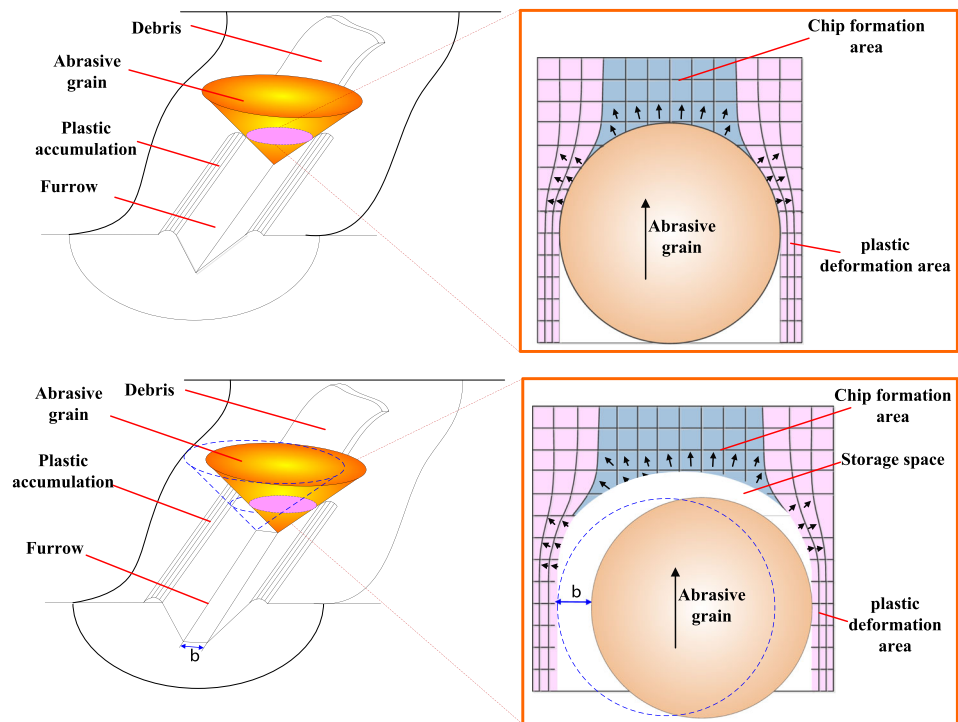 Debris
Abrasive
grain
Plastic
accumulation
Furrow
Chip formation
area
Abrasive
grain
plastic
deformation area
Abrasive
grain
Debris
Plastic
accumulation
Furrow
b
Chip formation
area
Storage space
b
Abrasive
grain
plastic
deformation
area